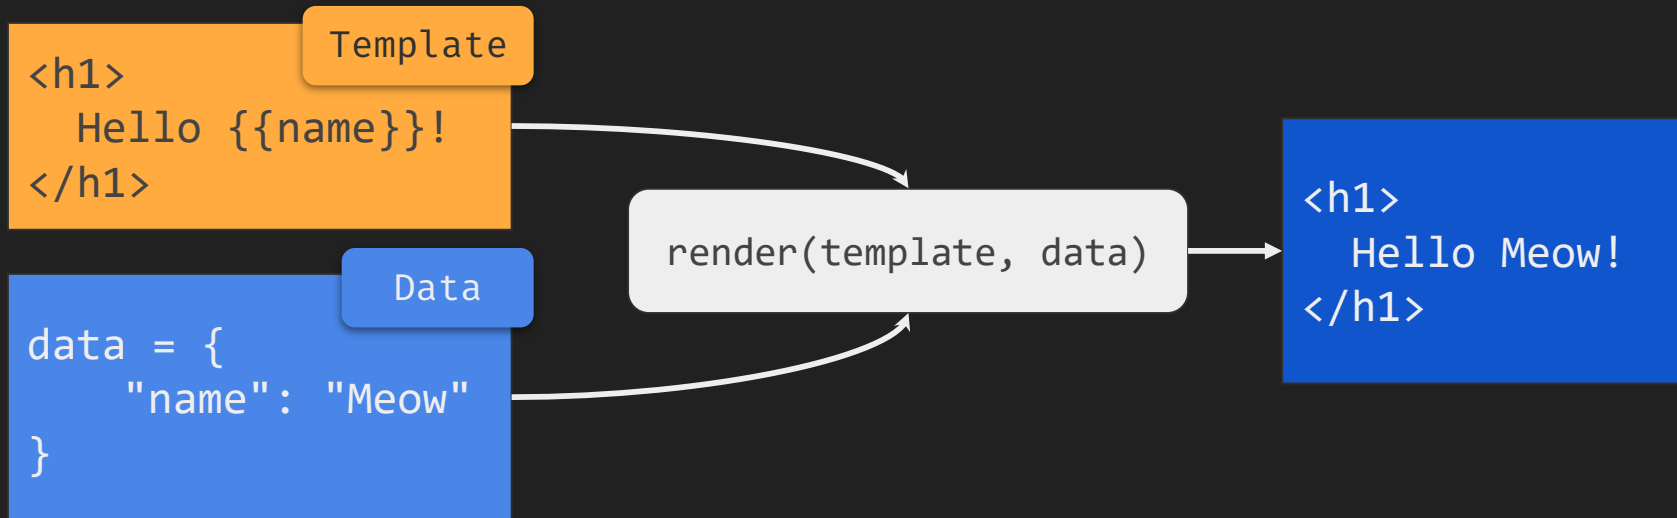 Template
<h1>
  Hello {{name}}!
</h1>
Data
data = {
    "name": "Meow"
}
render(template, data)
<h1>
  Hello Meow!
</h1>